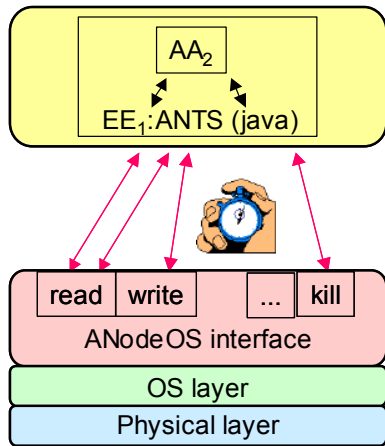 AA₂
EE₁:ANTS (java)
read write ... kill
ANodeOS interface
OS layer
Physical layer